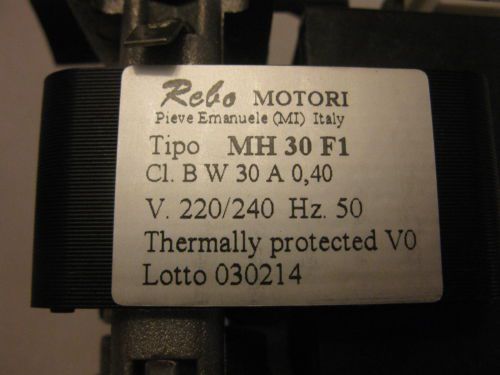 Rebo MOTORI
Pieve Emanuele (MI) Italy
Tipo MH 30 F1
Cl. B W 30 A 0,40
V. 220/240 Hz. 50
Thermally protected V0
Lotto 030214